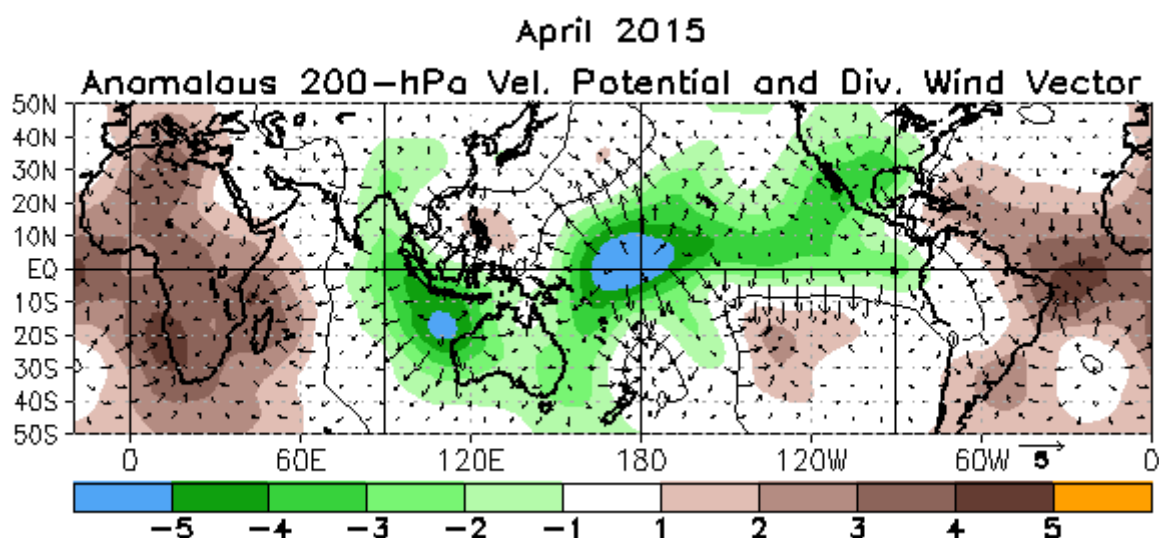 April 2015
Anomalous 200-hPa Vel. Potential and Div. Wind Vector
50N
40N
30N
20N
10N
EQ
10S
20S
30S
40S
50S
0 60E 120E 180 120W 60W 5 0
-5 -4 -3 -2 -1 1 2 3 4 5